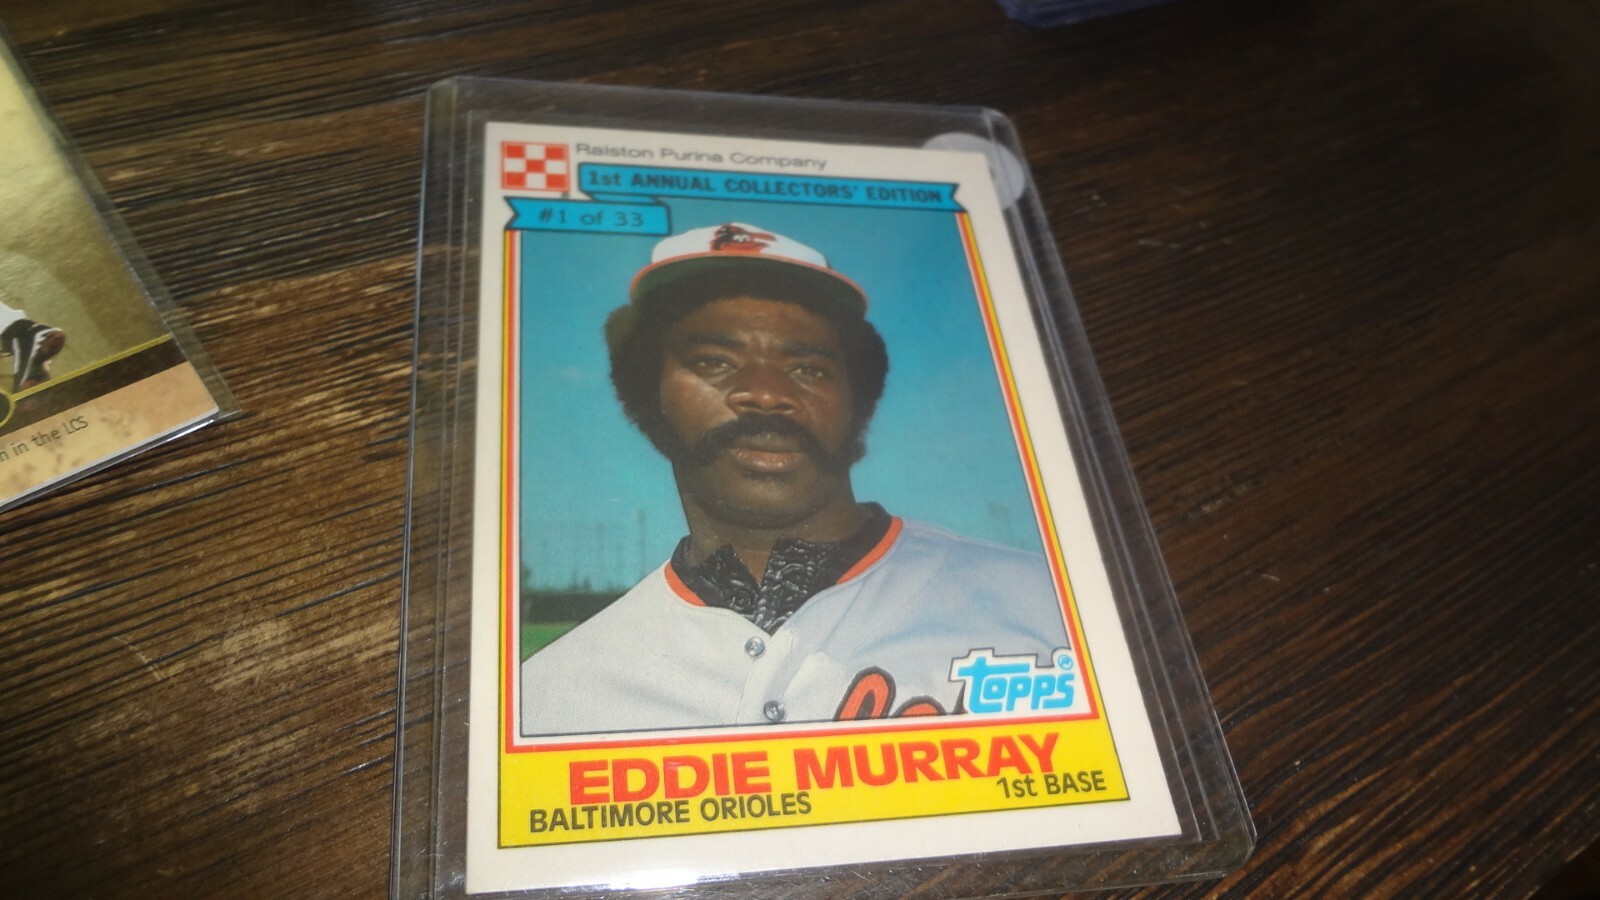 Ralston Purina Company
1st ANNUAL COLLECTORS' EDITION
#1 of 33
TOPPS
EDDIE MURRAY
1st BASE
BALTIMORE ORIOLES
in the LCS